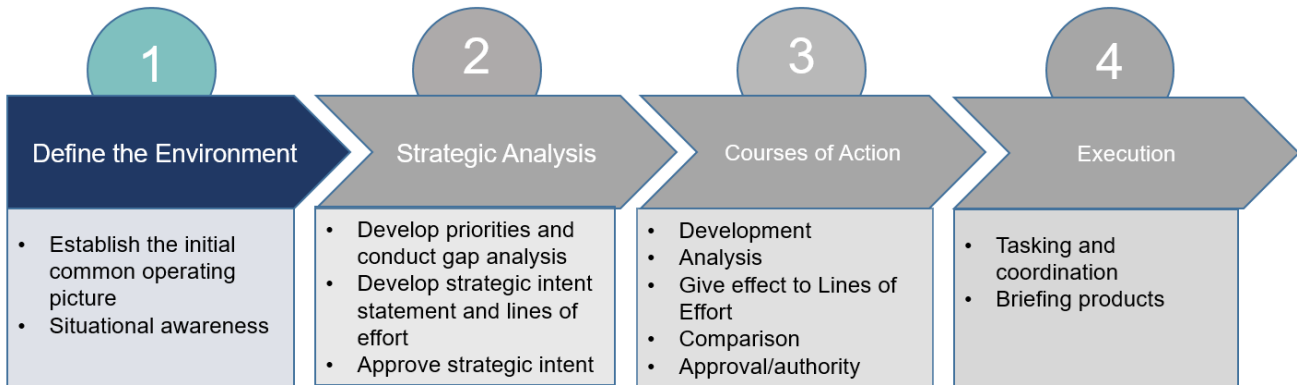 1
Define the Environment
• Establish the initial
common operating
picture
• Situational awareness
2
Strategic Analysis
• Develop priorities and
conduct gap analysis
• Develop strategic intent
statement and lines of
effort
• Approve strategic intent
3
Courses of Action
• Development
• Analysis
• Give effect to Lines of
Effort
• Comparison
• Approval/authority
4
Execution
• Tasking and
coordination
• Briefing products